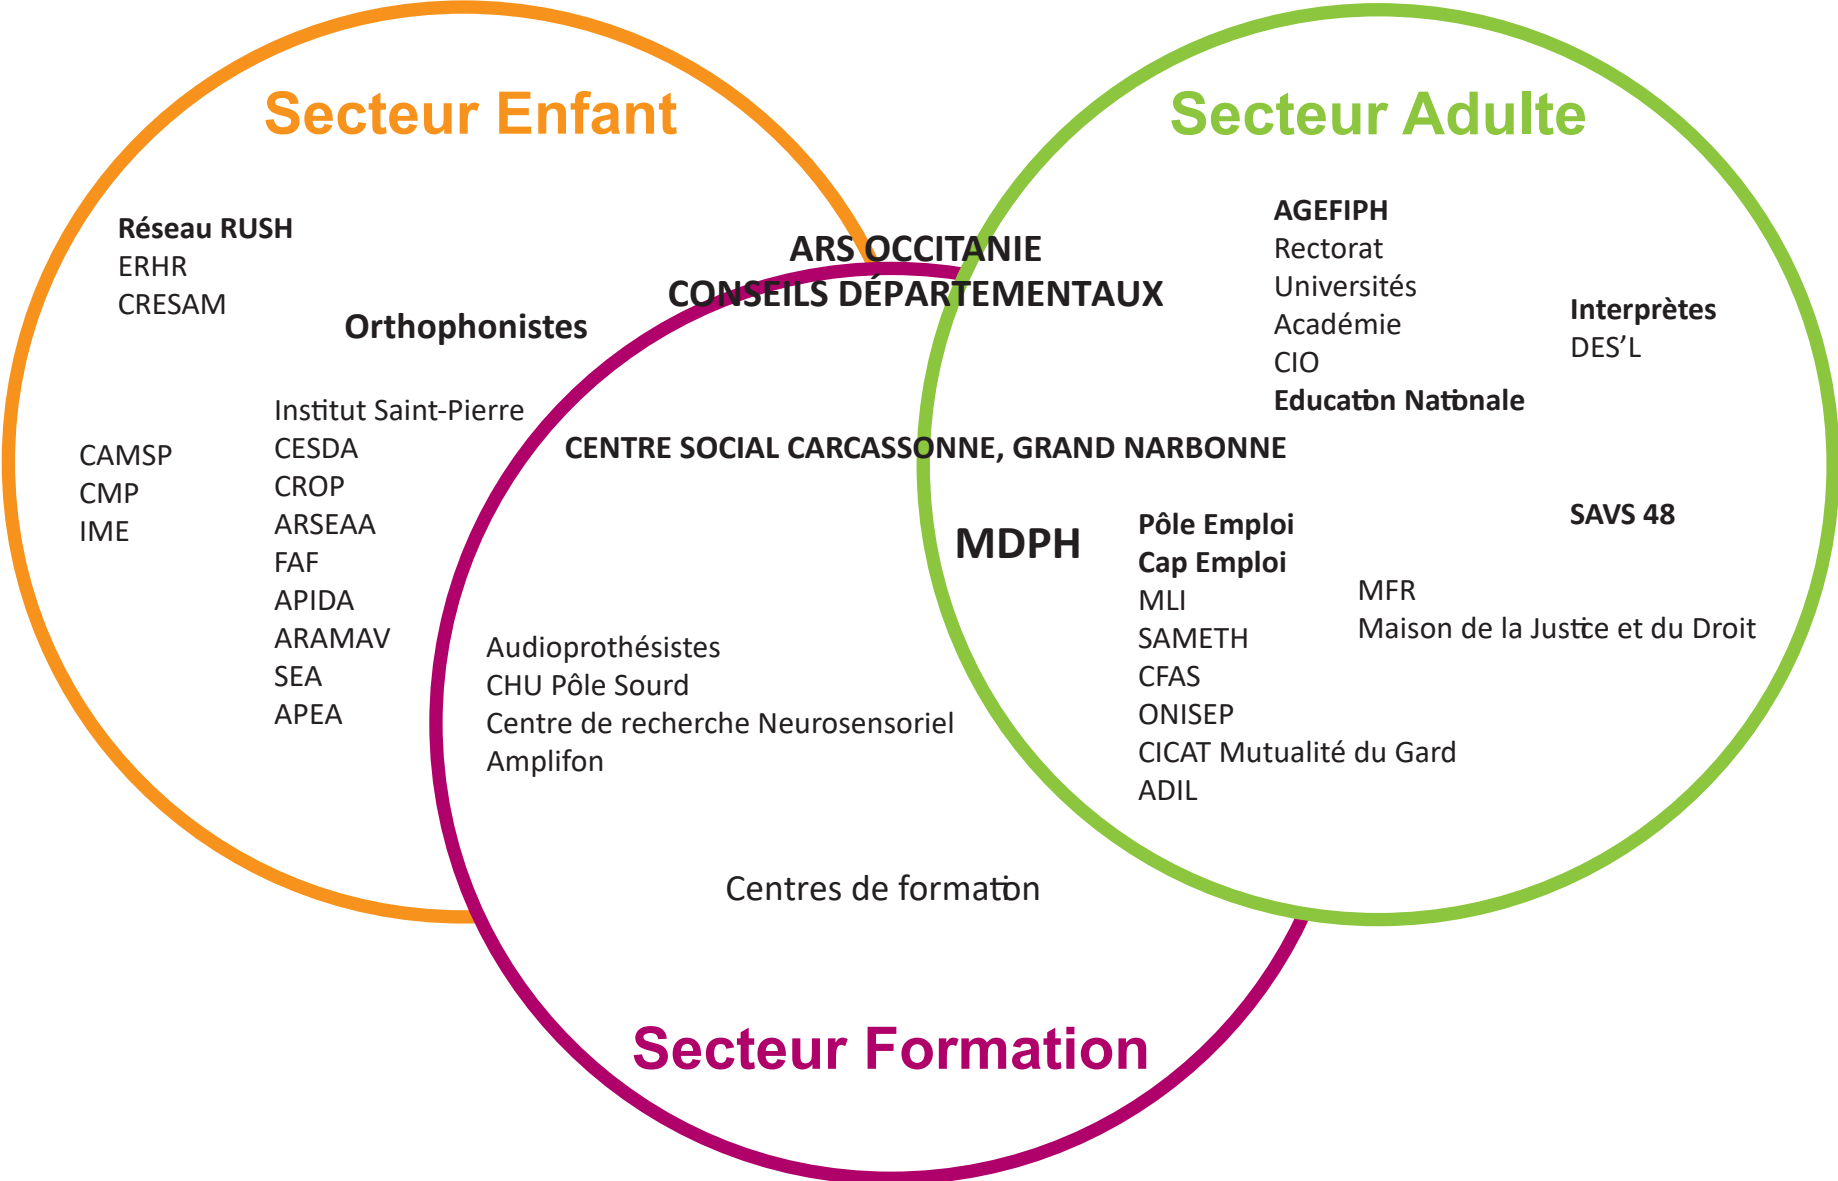 Secteur Enfant
Secteur Adulte
Réseau RUSH
ERHR
CRESAM
Orthophonistes
ARS OCCITANIE
CONSEILS DÉPARTEMENTAUX
AGEFIPH
Rectorat
Universités
Académie
CIO
Education Nationale
Interprètes
DES’L
CAMSP
CMP
IME
Institut Saint-Pierre
CESDA
CROP
ARSEAA
FAF
APIDA
ARAMAV
SEA
APEA
CENTRE SOCIAL CARCASSONNE, GRAND NARBONNE
MDPH
Pôle Emploi
Cap Emploi
MLI
SAMETH
CFAS
ONISEP
CICAT Mutualité du Gard
ADIL
SAVS 48
MFR
Maison de la Justice et du Droit
Audioprothésistes
CHU Pôle Sourd
Centre de recherche Neurosensoriel
Amplifon
Centres de formation
Secteur Formation